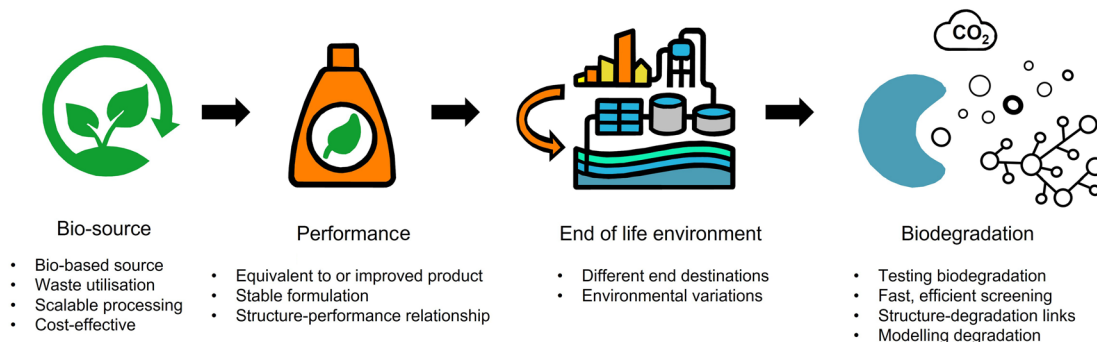 CO2
Bio-source
• Bio-based source
• Waste utilisation
• Scalable processing
• Cost-effective
Performance
• Equivalent to or improved product
• Stable formulation
• Structure-performance relationship
End of life environment
• Different end destinations
• Environmental variations
Biodegradation
• Testing biodegradation
• Fast, efficient screening
• Structure-degradation links
• Modelling degradation